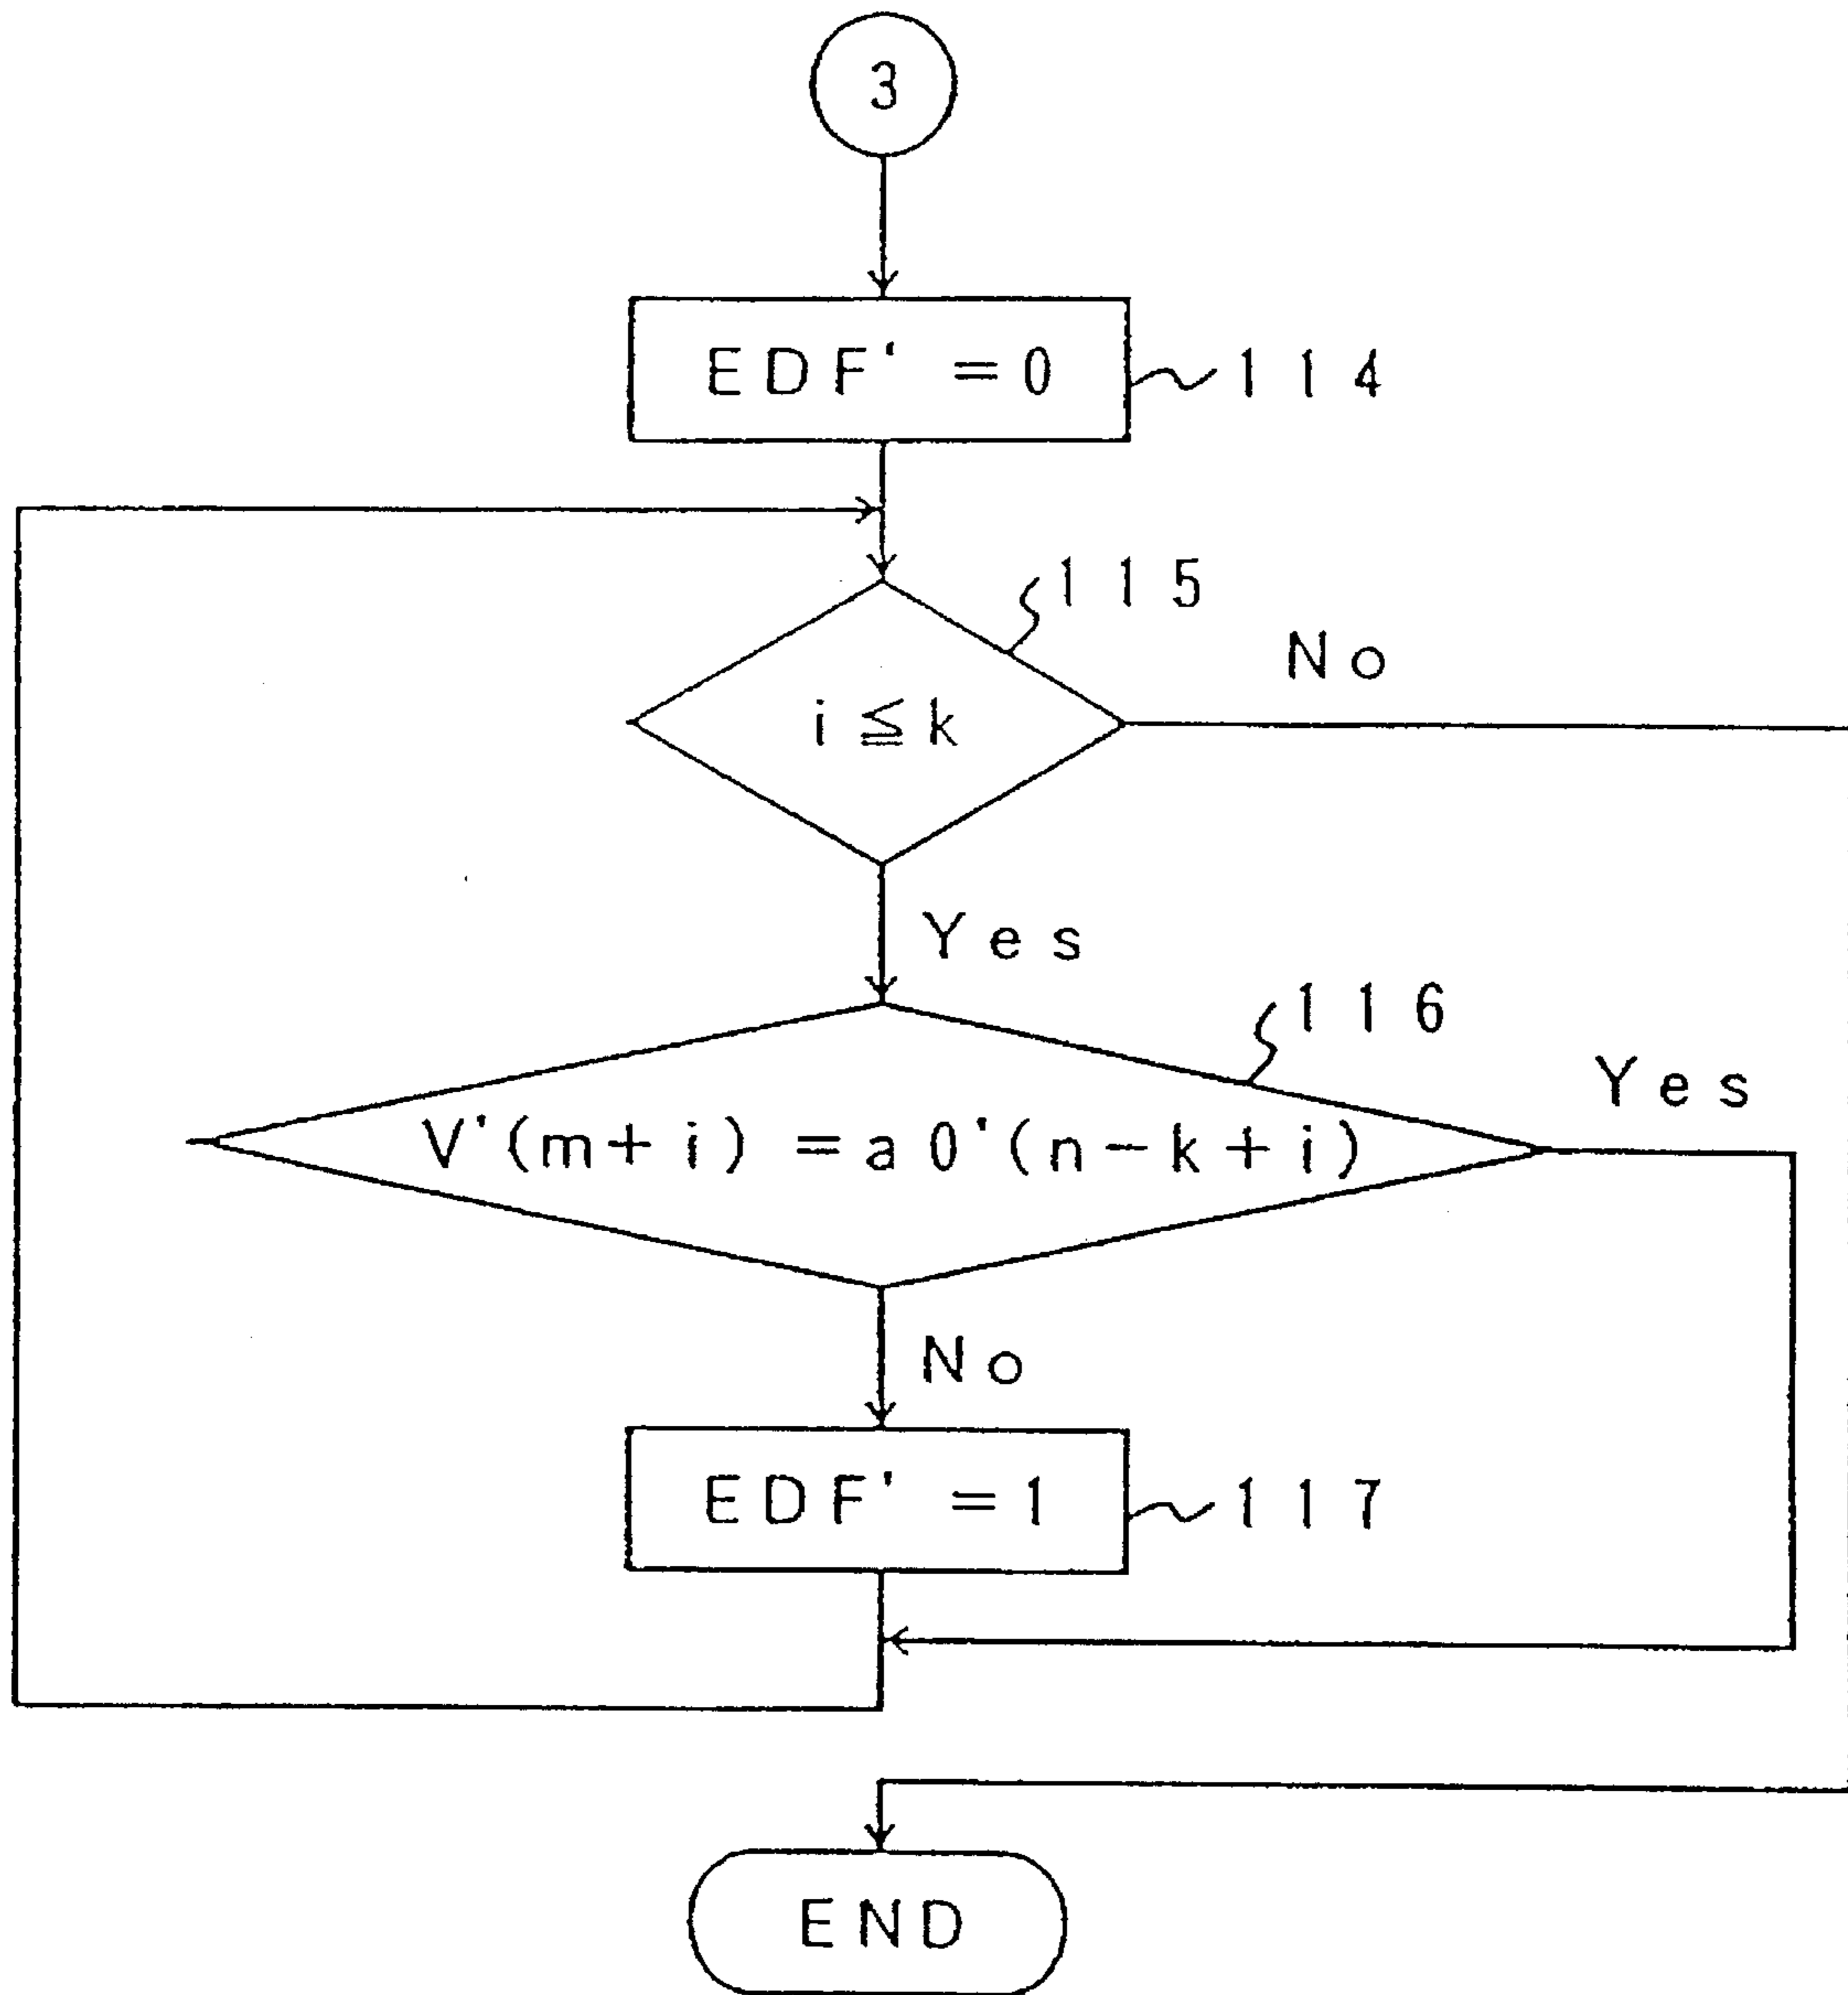 3
EDF' = 0
114
115
No
i ≦ k
Yes
116
Yes
V'(m+i) = a0'(n-k+i)
No
EDF' = 1
117
END